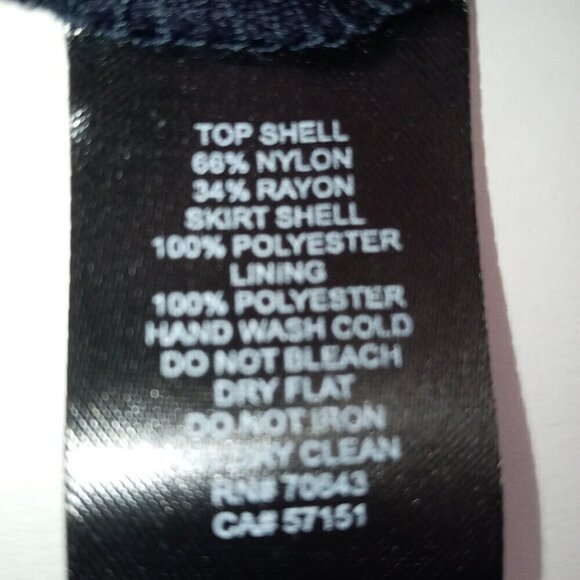 TOP SHELL
66% NYLON
34% RAYON
SKIRT SHELL
100% POLYESTER
LINING
100% POLYESTER
HAND WASH COLD
DO NOT BLEACH
DRY FLAT
DO NOT IRON
DRY CLEAN
RN# 70643
CA# 57151